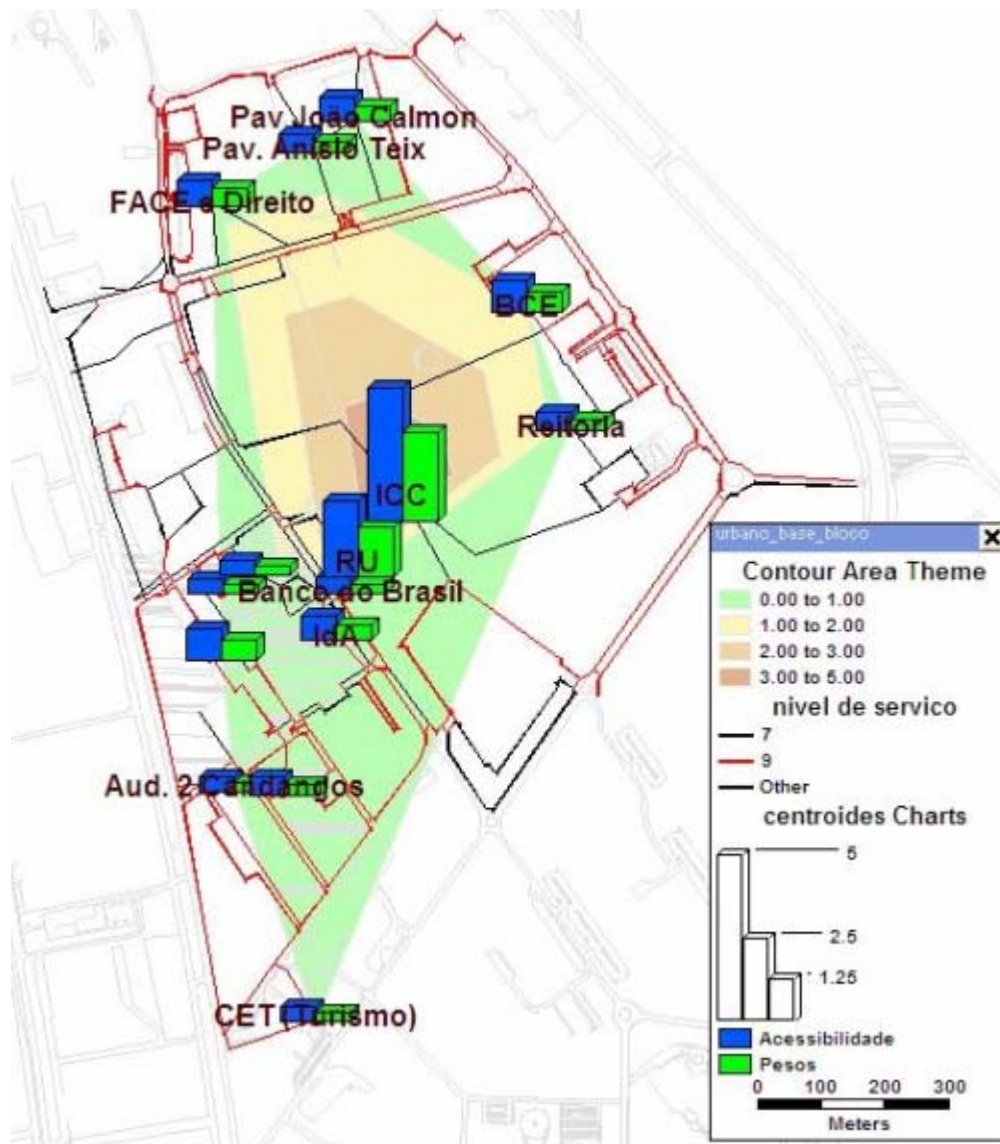 Pav João Calmon
Pav. Anísio Teix
FACE e Direito
BCE
Reitoria
ICC
RU
Banco do Brasil
IdA
Aud. 2 Candangos
CET (Turismo)
urbano_base_bloco
Contour Area Theme
0.00 to 1.00
1.00 to 2.00
2.00 to 3.00
3.00 to 5.00
nivel de servico
7
9
Other
centroides Charts
5
2.5
1.25
Acessibilidade
Pesos
0 100 200 300
Meters